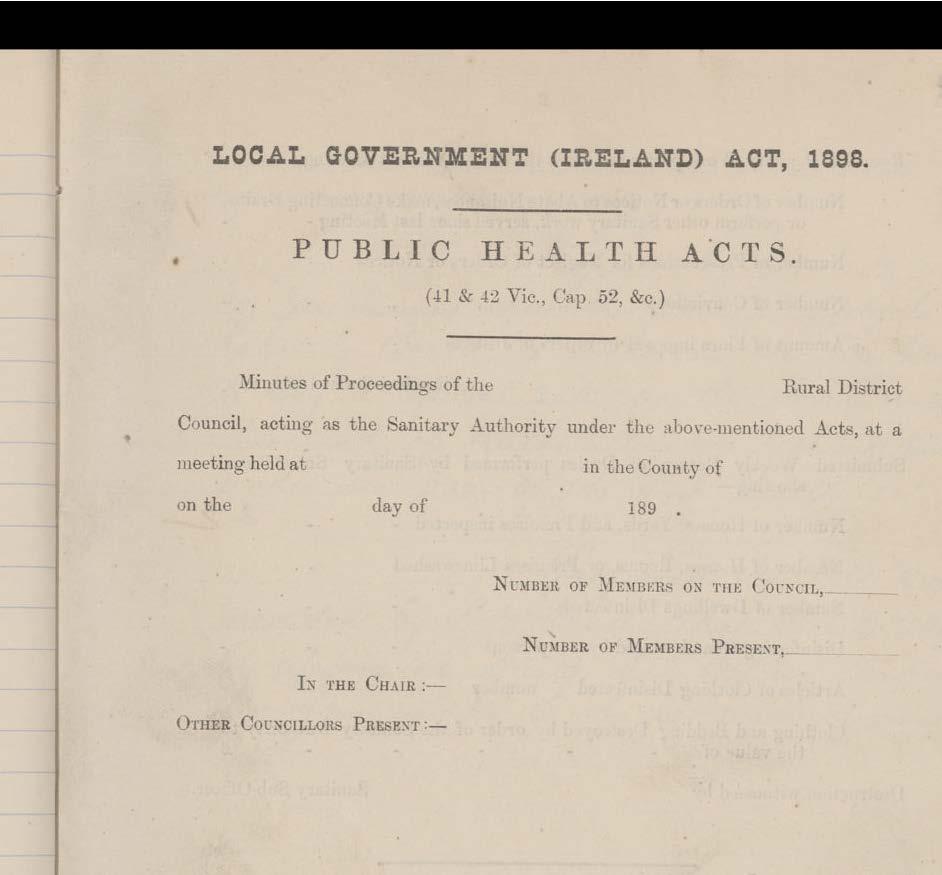 LOCAL GOVERNMENT (IRELAND) ACT, 1898.
PUBLIC HEALTH ACTS.
(41 & 42 Vic., Cap 52, &c.)
Minutes of Proceedings of the Rural District
Council, acting as the Sanitary Authority under the above-mentioned Acts, at a
meeting held at in the County of
on the day of 189 .
NUMBER OF MEMBERS ON THE COUNCIL,
NUMBER OF MEMBERS PRESENT,
IN THE CHAIR :—
OTHER COUNCILLORS PRESENT :—